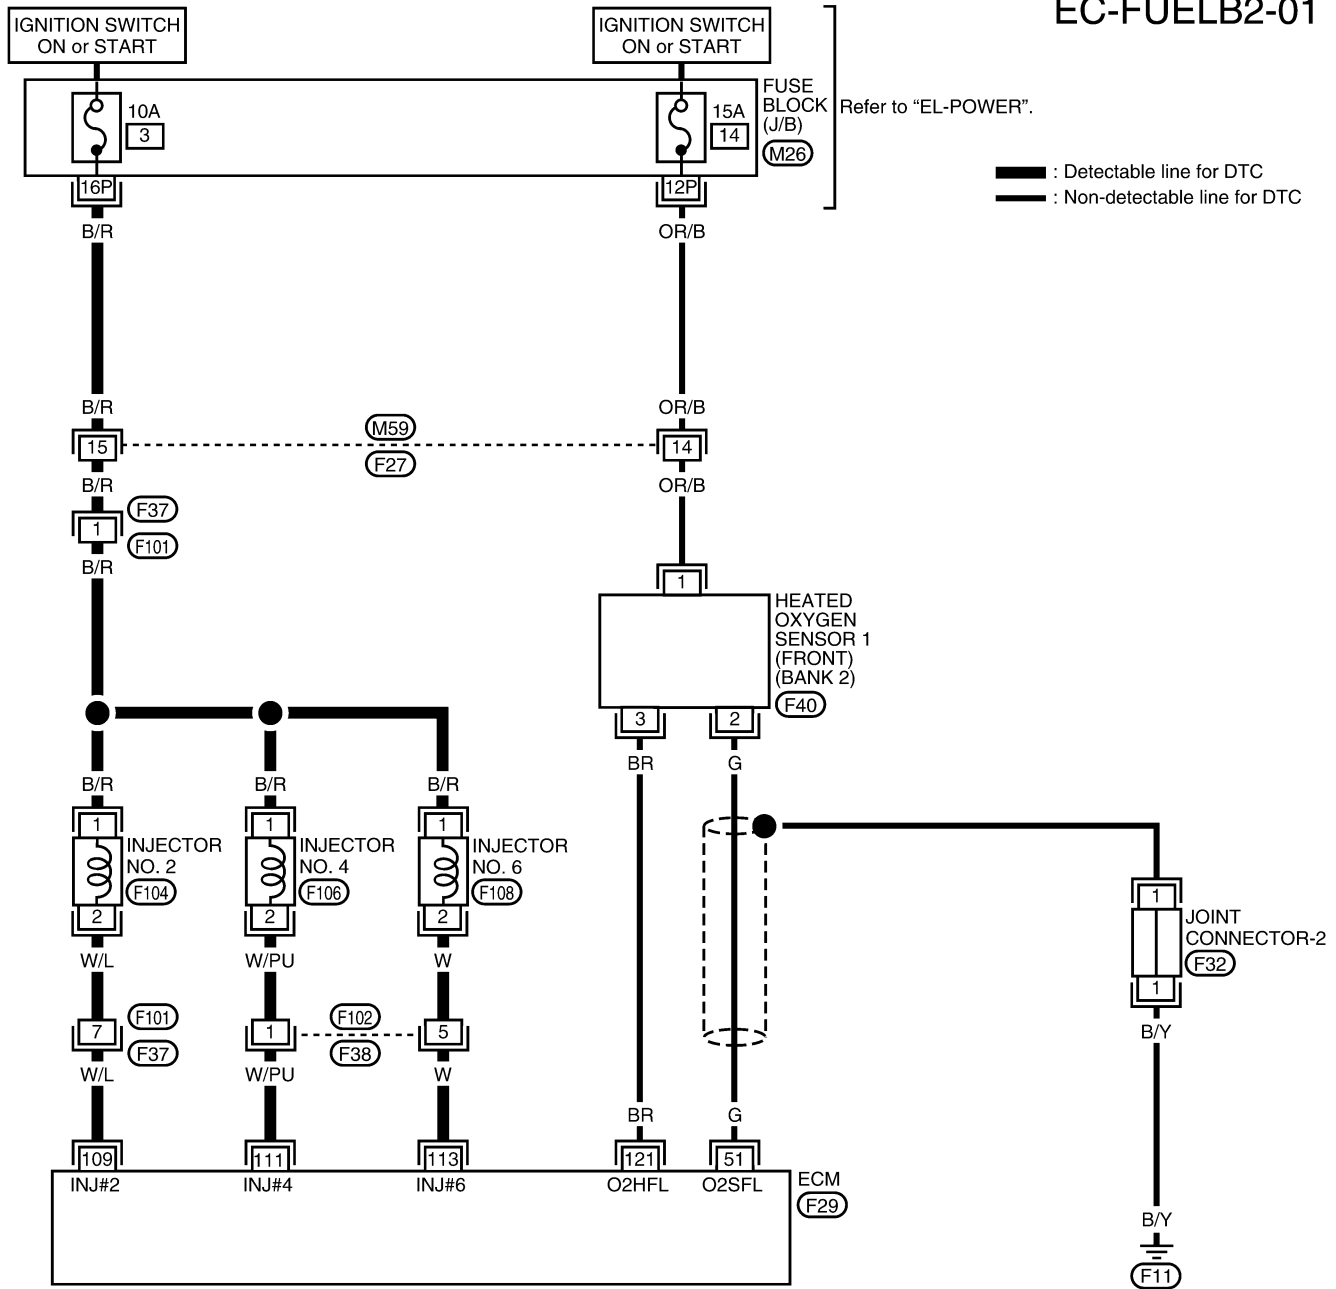 EC-FUELB2-01
IGNITION SWITCH
ON or START
IGNITION SWITCH
ON or START
10A
3
15A
14
FUSE
BLOCK
(J/B)
M26
Refer to “EL-POWER”.
: Detectable line for DTC
: Non-detectable line for DTC
16P
12P
B/R
OR/B
B/R
OR/B
15
M59
F27
14
B/R
OR/B
1
F37
F101
B/R
1
HEATED
OXYGEN
SENSOR 1
(FRONT)
(BANK 2)
F40
3
2
BR
G
B/R
B/R
B/R
1
INJECTOR
NO. 2
F104
2
1
INJECTOR
NO. 4
F106
2
1
INJECTOR
NO. 6
F108
2
1
JOINT
CONNECTOR-2
F32
1
W/L
W/PU
W
B/Y
7
F101
F37
1
F102
F38
5
W/L
W/PU
W
BR
G
109
111
113
121
51
INJ#2
INJ#4
INJ#6
O2HFL
O2SFL
ECM
F29
B/Y
F11